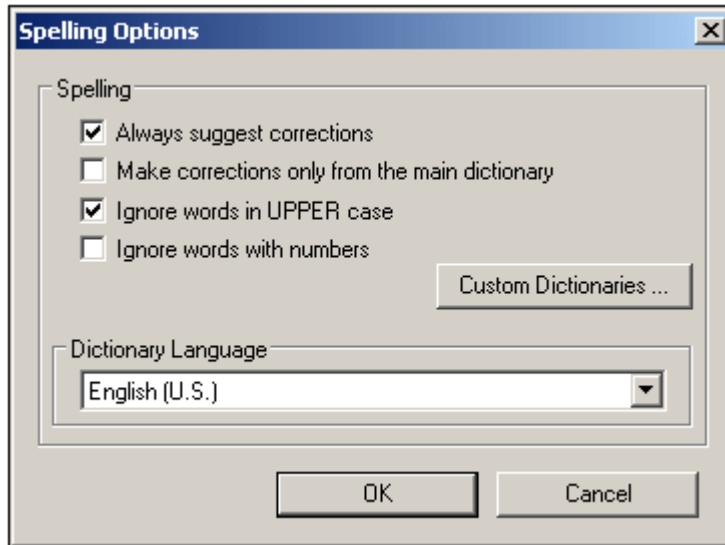 Spelling Options
Spelling
Always suggest corrections
Make corrections only from the main dictionary
Ignore words in UPPER case
Ignore words with numbers
Custom Dictionaries ...
Dictionary Language
English (U.S.)
OK Cancel